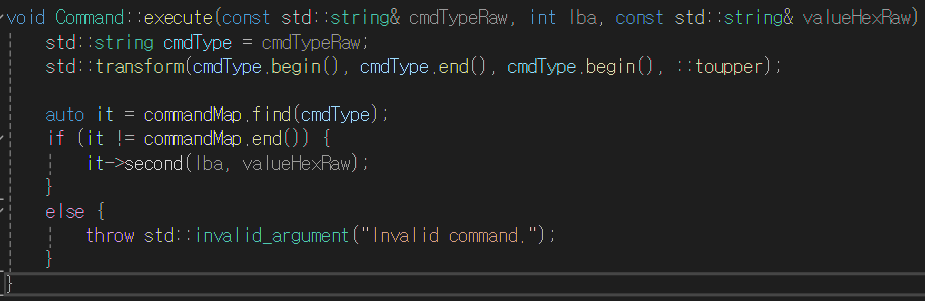 void Command::execute(const std::string& cmdTypeRaw, int lba, const std::string& valueHexRaw)
    std::string cmdType = cmdTypeRaw;
    std::transform(cmdType.begin(), cmdType.end(), cmdType.begin(), ::toupper);

    auto it = commandMap.find(cmdType);
    if (it != commandMap.end()) {
        it->second(lba, valueHexRaw);
    }
    else {
        throw std::invalid_argument("Invalid command.");
    }
}